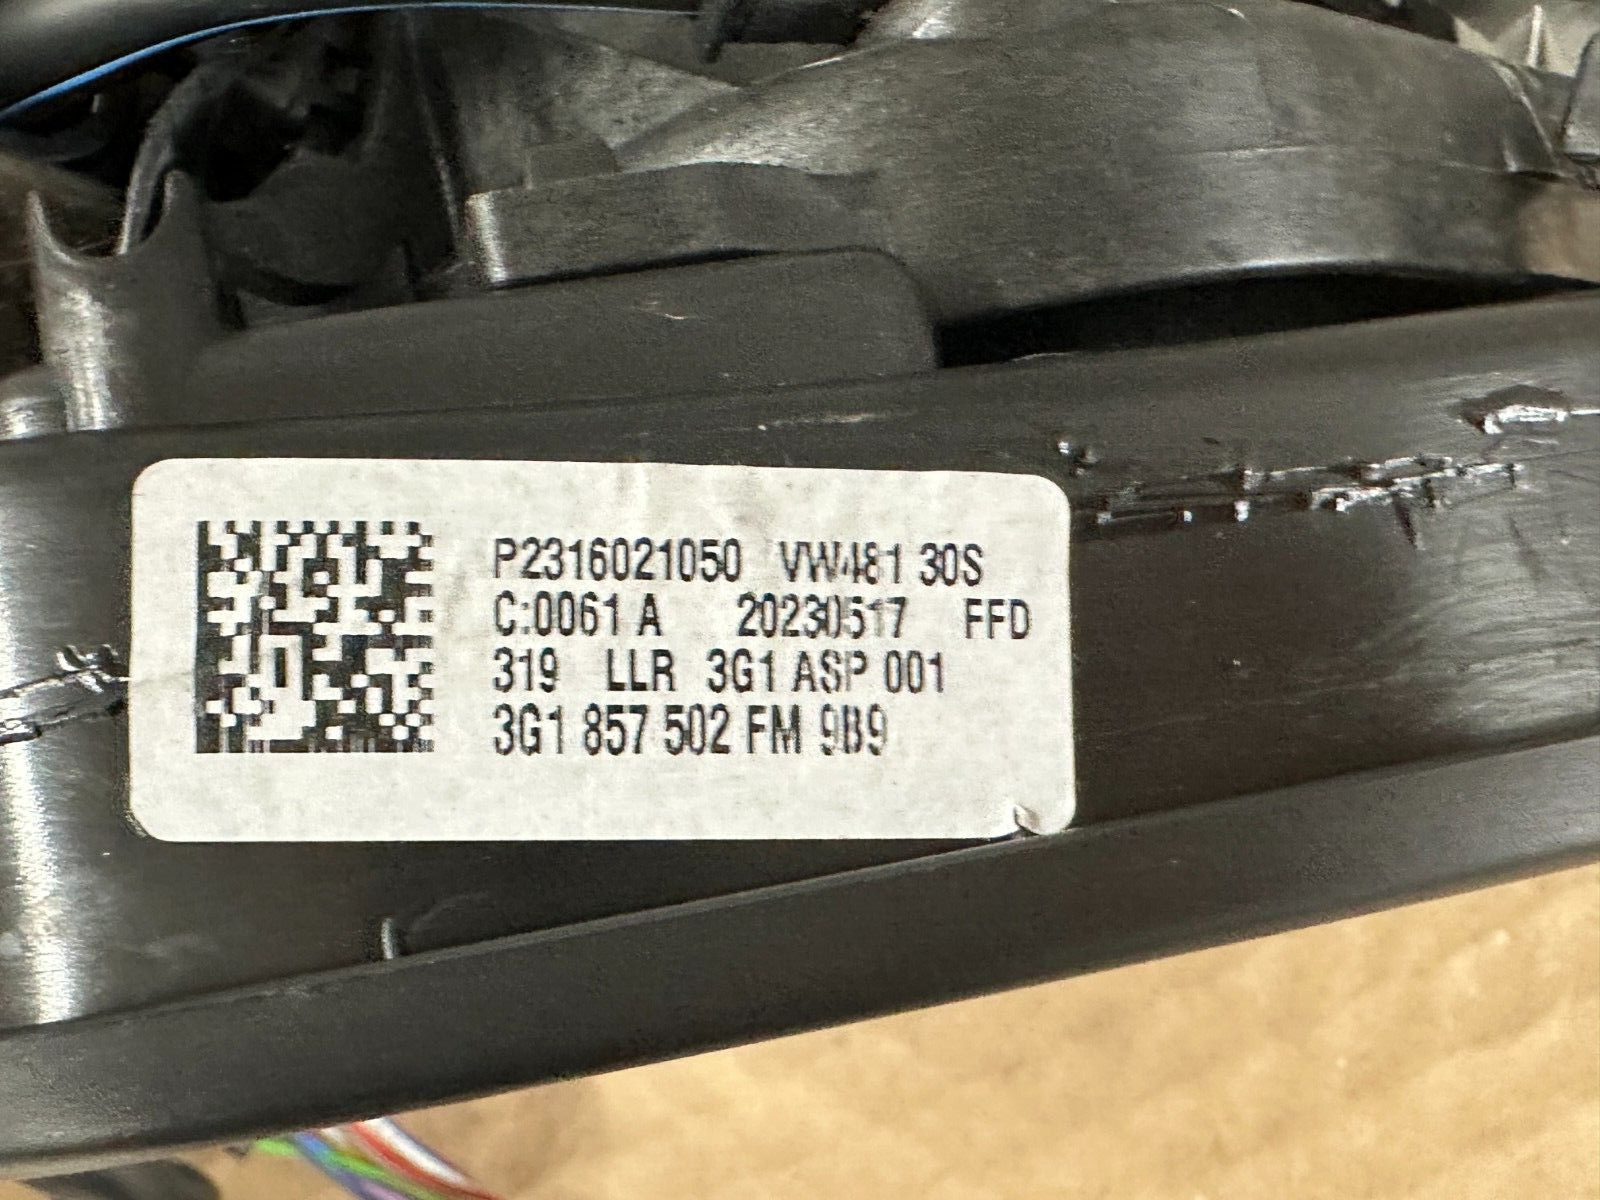 P2316021050 VW481 30S
C:0061 A 20230517 FFD
319 LLR 3G1 ASP 001
3G1 857 502 FM 9B9